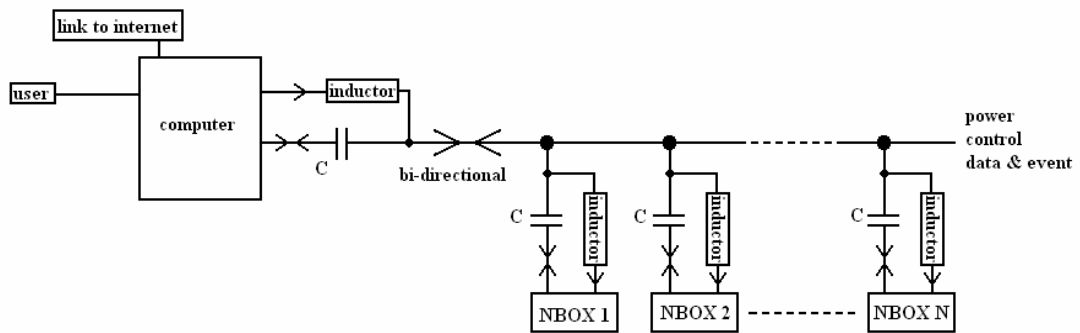 link to internet
user
computer
inductor
C
bi-directional
power
control
data & event
C
inductor
C
inductor
C
inductor
NBOX 1
NBOX 2
NBOX N